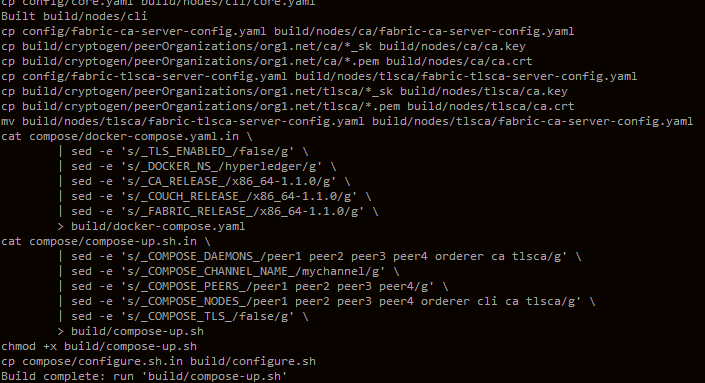 cp config/core.yaml build/nodes/cli/core.yaml
Built build/nodes/cli
cp config/fabric-ca-server-config.yaml build/nodes/ca/fabric-ca-server-config.yaml
cp build/cryptogen/peerOrganizations/org1.net/ca/*_sk build/nodes/ca/ca.key
cp build/cryptogen/peerOrganizations/org1.net/ca/*.pem build/nodes/ca/ca.crt
cp config/fabric-tlsca-server-config.yaml build/nodes/tlsca/fabric-tlsca-server-config.yaml
cp build/cryptogen/peerOrganizations/org1.net/tlsca/*_sk build/nodes/tlsca/ca.key
cp build/cryptogen/peerOrganizations/org1.net/tlsca/*.pem build/nodes/tlsca/ca.crt
mv build/nodes/tlsca/fabric-tlsca-server-config.yaml build/nodes/tlsca/fabric-ca-server-config.yaml
cat compose/docker-compose.yaml.in \
| sed -e 's/_TLS_ENABLED_/false/g' \
| sed -e 's/_DOCKER_NS_/hyperledger/g' \
| sed -e 's/_CA_RELEASE_/x86_64-1.1.0/g' \
| sed -e 's/_COUCH_RELEASE_/x86_64-1.1.0/g' \
| sed -e 's/_FABRIC_RELEASE_/x86_64-1.1.0/g' \
> build/docker-compose.yaml
cat compose/compose-up.sh.in \
| sed -e 's/_COMPOSE_DAEMONS_/peer1 peer2 peer3 peer4 orderer ca tlsca/g' \
| sed -e 's/_COMPOSE_CHANNEL_NAME_/mychannel/g' \
| sed -e 's/_COMPOSE_PEERS_/peer1 peer2 peer3 peer4/g' \
| sed -e 's/_COMPOSE_NODES_/peer1 peer2 peer3 peer4 orderer cli ca tlsca/g' \
| sed -e 's/_COMPOSE_TLS_/false/g' \
> build/compose-up.sh
chmod +x build/compose-up.sh
cp compose/configure.sh.in build/configure.sh
Build complete: run 'build/compose-up.sh'